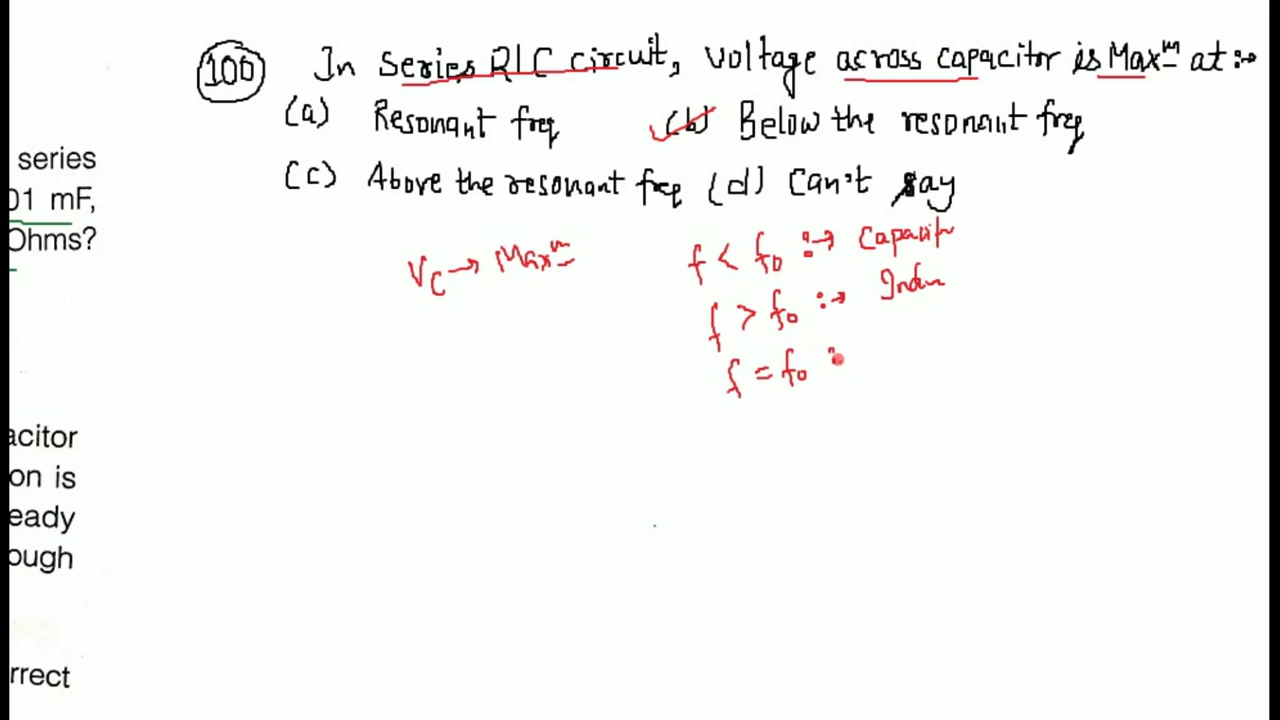 (100) In series RLC circuit, voltage across capacitor is Maxᵐ at :→
(a) Resonant freq (b) Below the resonant freq
(c) Above the resonant freq (d) Can't say
series
01 mF,
Ohms?
V_C → Maxᵐ
f < f₀ :→ Capacitr
f > f₀ :→ Indu
f = f₀ :
acitor
on is
eady
ough
rrect